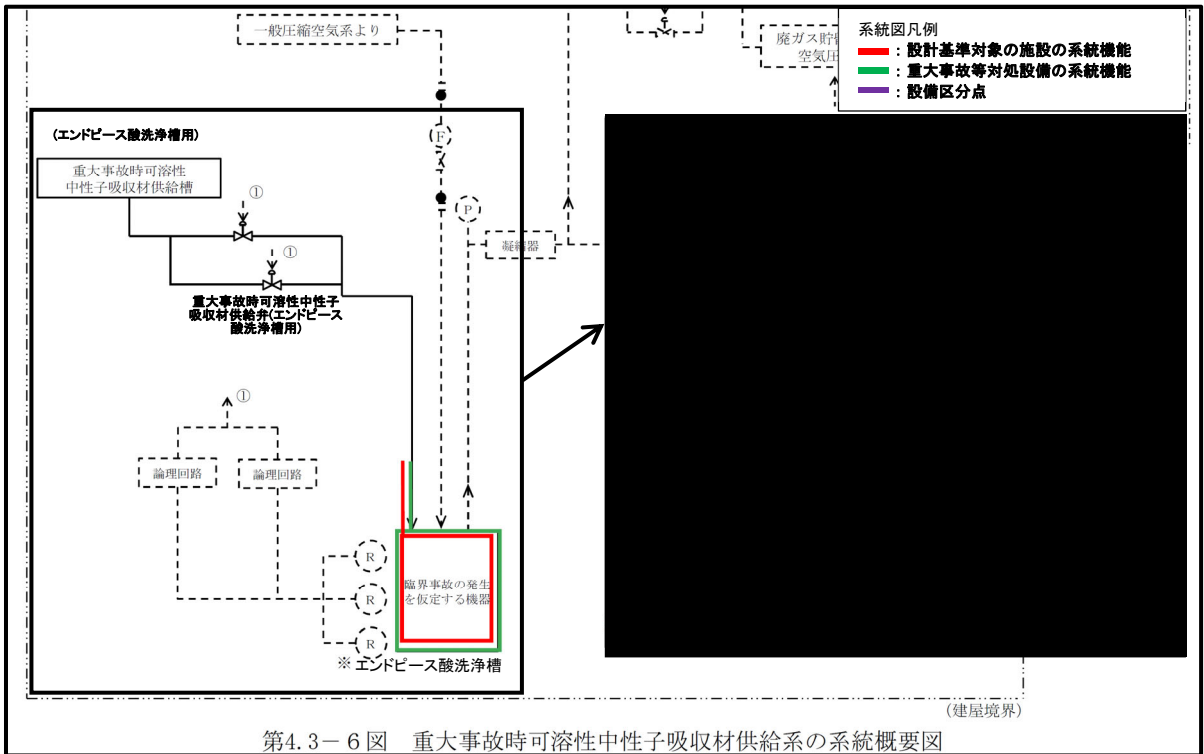 一般圧縮空気系より
廃ガス貯留
空気圧
系統図凡例
：設計基準対象の施設の系統機能
：重大事故等対処設備の系統機能
：設備区分点
(エンドピース酸洗浄槽用)
重大事故時可溶性
中性子吸収材供給槽
F
①
P
①
凝縮器
重大事故時可溶性中性子
吸収材供給弁(エンドピース
酸洗浄槽用)
①
論理回路
論理回路
R
R
R
臨界事故の発生
を仮定する機器
※エンドピース酸洗浄槽
(建屋境界)
第4.3－6図　重大事故時可溶性中性子吸収材供給系の系統概要図